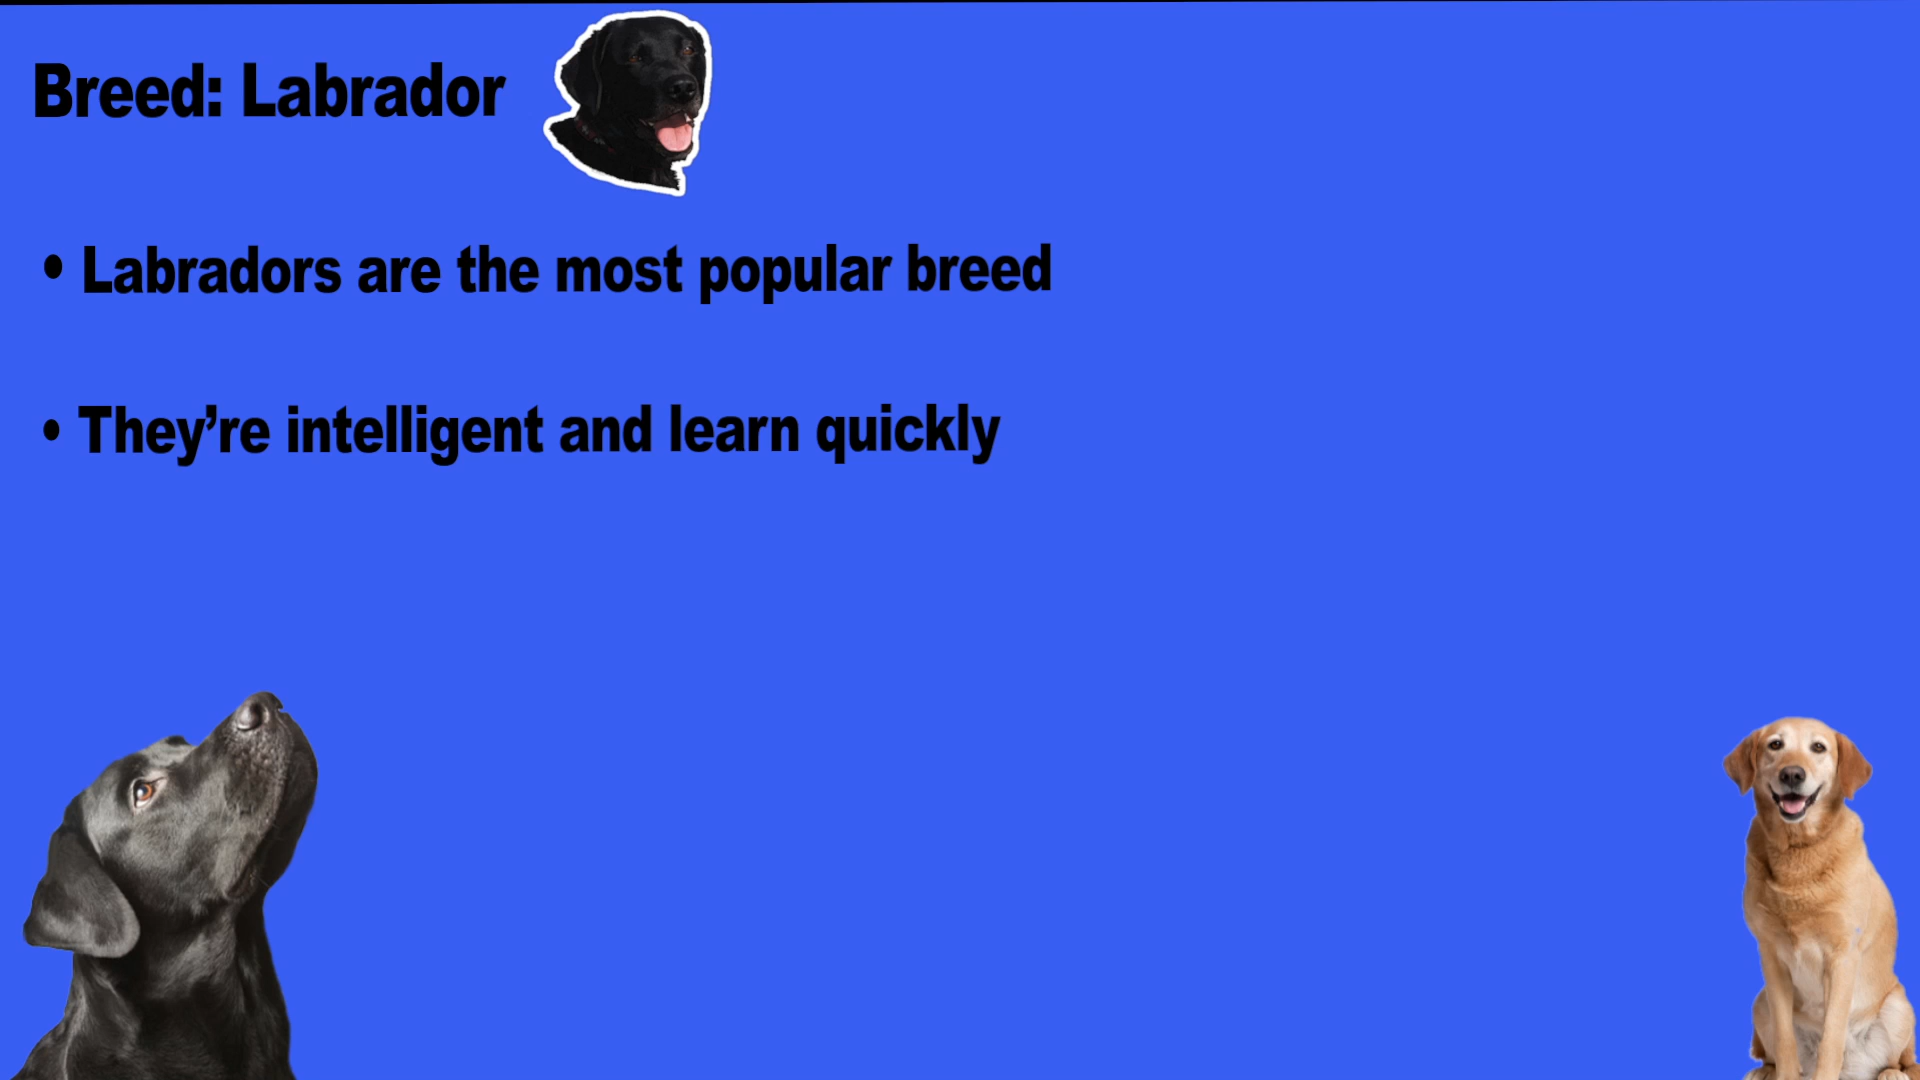 Breed: Labrador
• Labradors are the most popular breed
• They’re intelligent and learn quickly